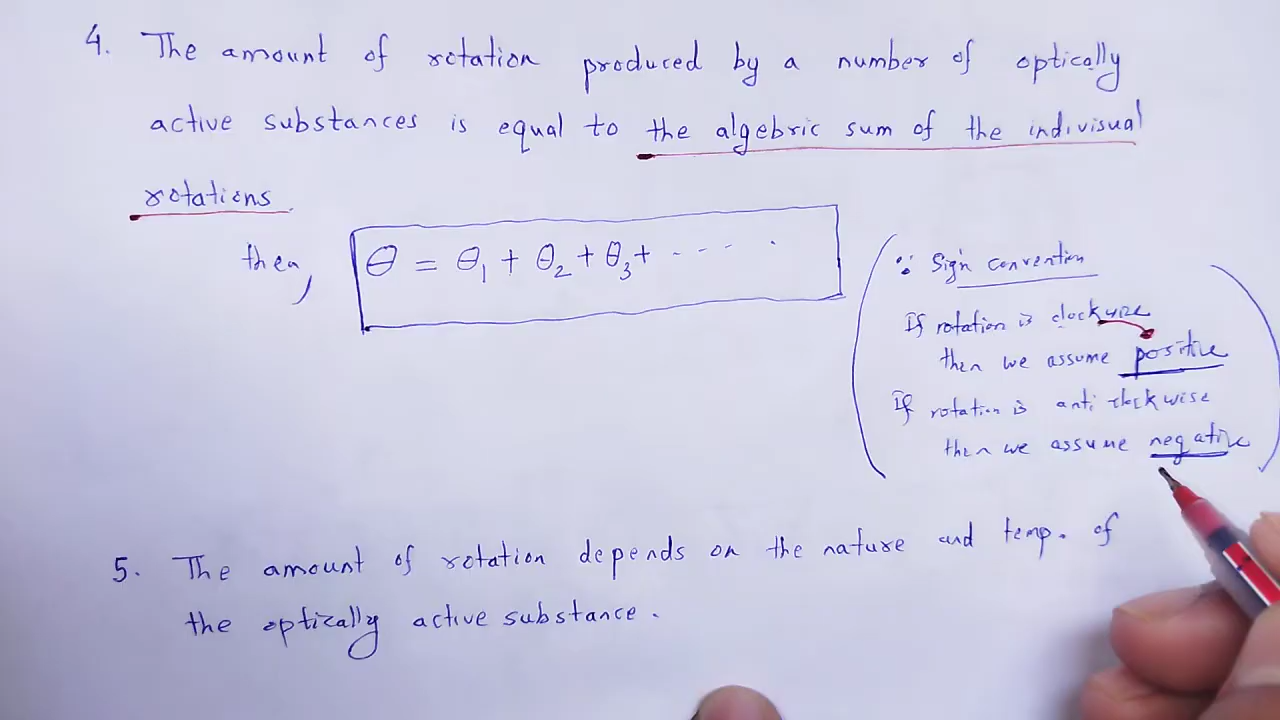 4. The amount of rotation produced by a number of optically
active substances is equal to the algebric sum of the indivisual
rotations
then, θ = θ₁ + θ₂ + θ₃ + - - - - .
∵ Sign convention
If rotation is clockwise
then we assume positive
If rotation is anti clockwise
then we assume negative
5. The amount of rotation depends on the nature and temp. of
the optically active substance.